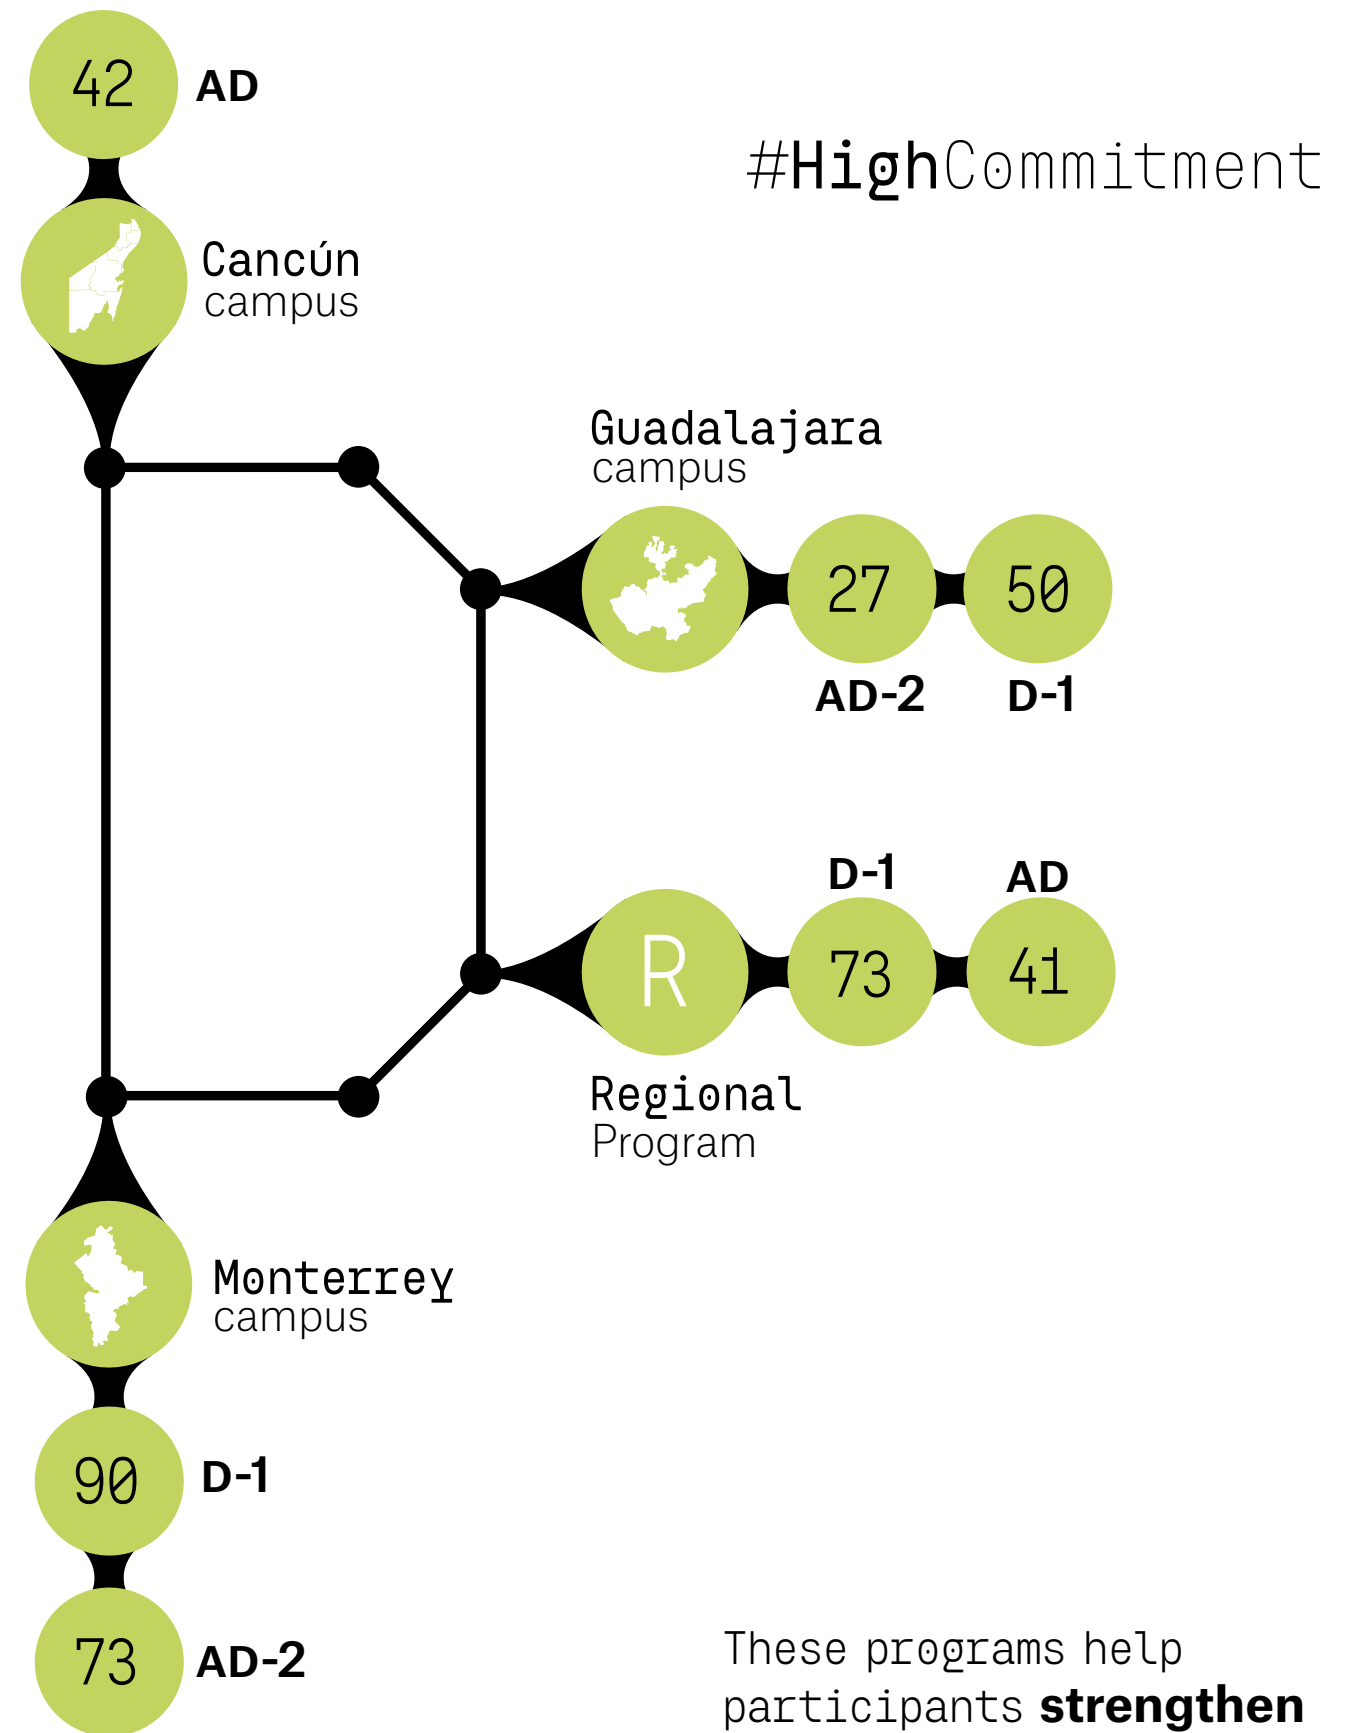 42 AD
#HighCommitment
Cancún
campus
Guadalajara
campus
27 50
AD-2 D-1
D-1 AD
R 73 41
Regional
Program
Monterrey
campus
90 D-1
73 AD-2
These programs help
participants strengthen